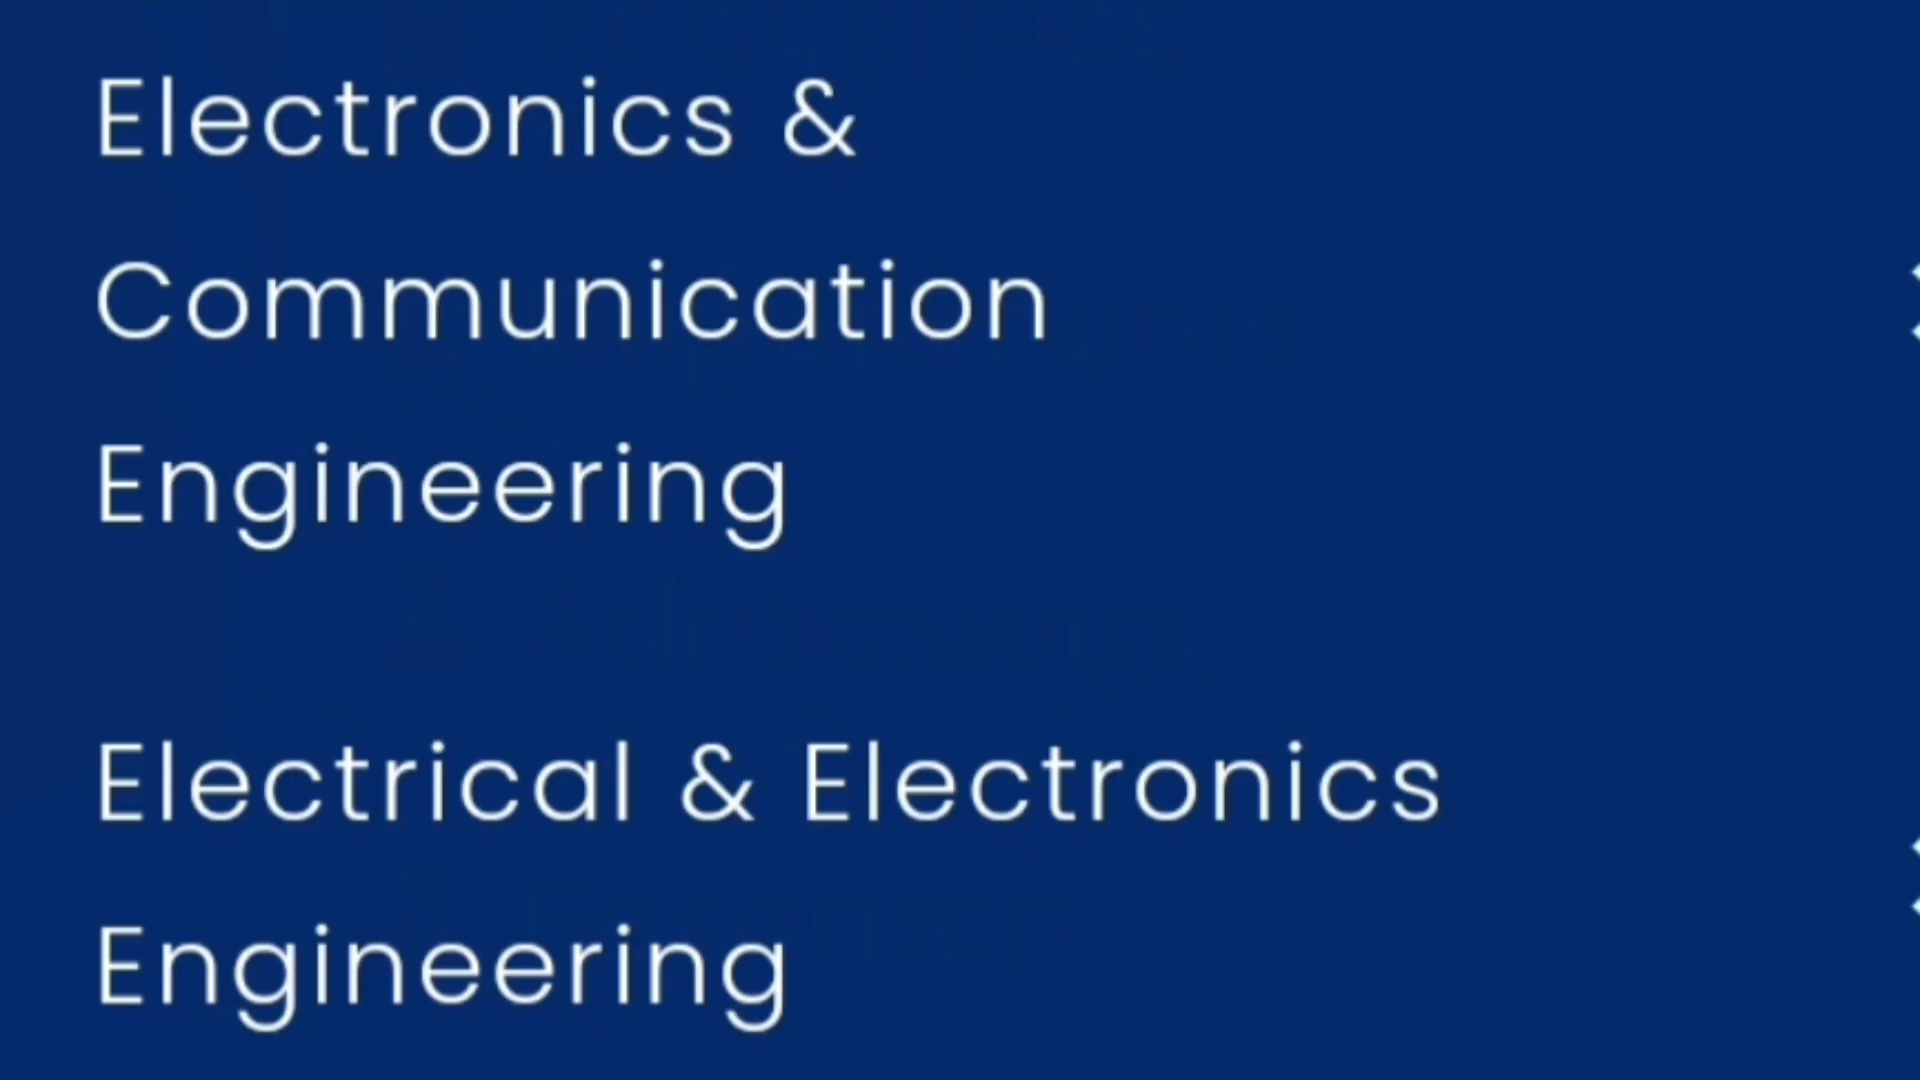 Electronics &
Communication
Engineering
Electrical & Electronics
Engineering